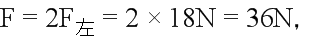 F = 2F左 = 2 × 18N = 36N，